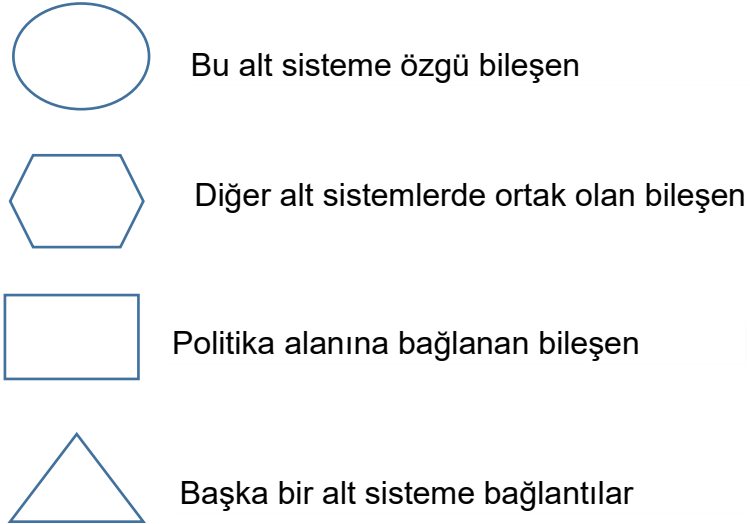 Bu alt sisteme özgü bileşen
Diğer alt sistemlerde ortak olan bileşen
Politika alanına bağlanan bileşen
Başka bir alt sisteme bağlantılar